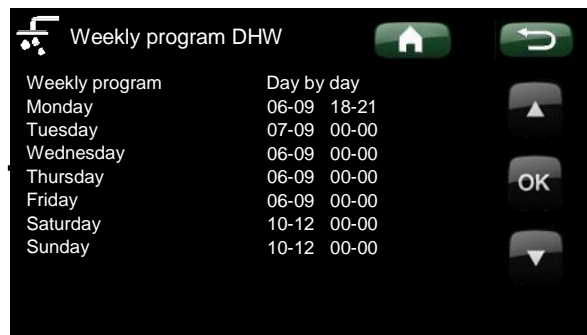 Weekly program DHW
Weekly program Day by day
Monday 06-09 18-21
Tuesday 07-09 00-00
Wednesday 06-09 00-00
Thursday 06-09 00-00
OK
Friday 06-09 00-00
Saturday 10-12 00-00
Sunday 10-12 00-00